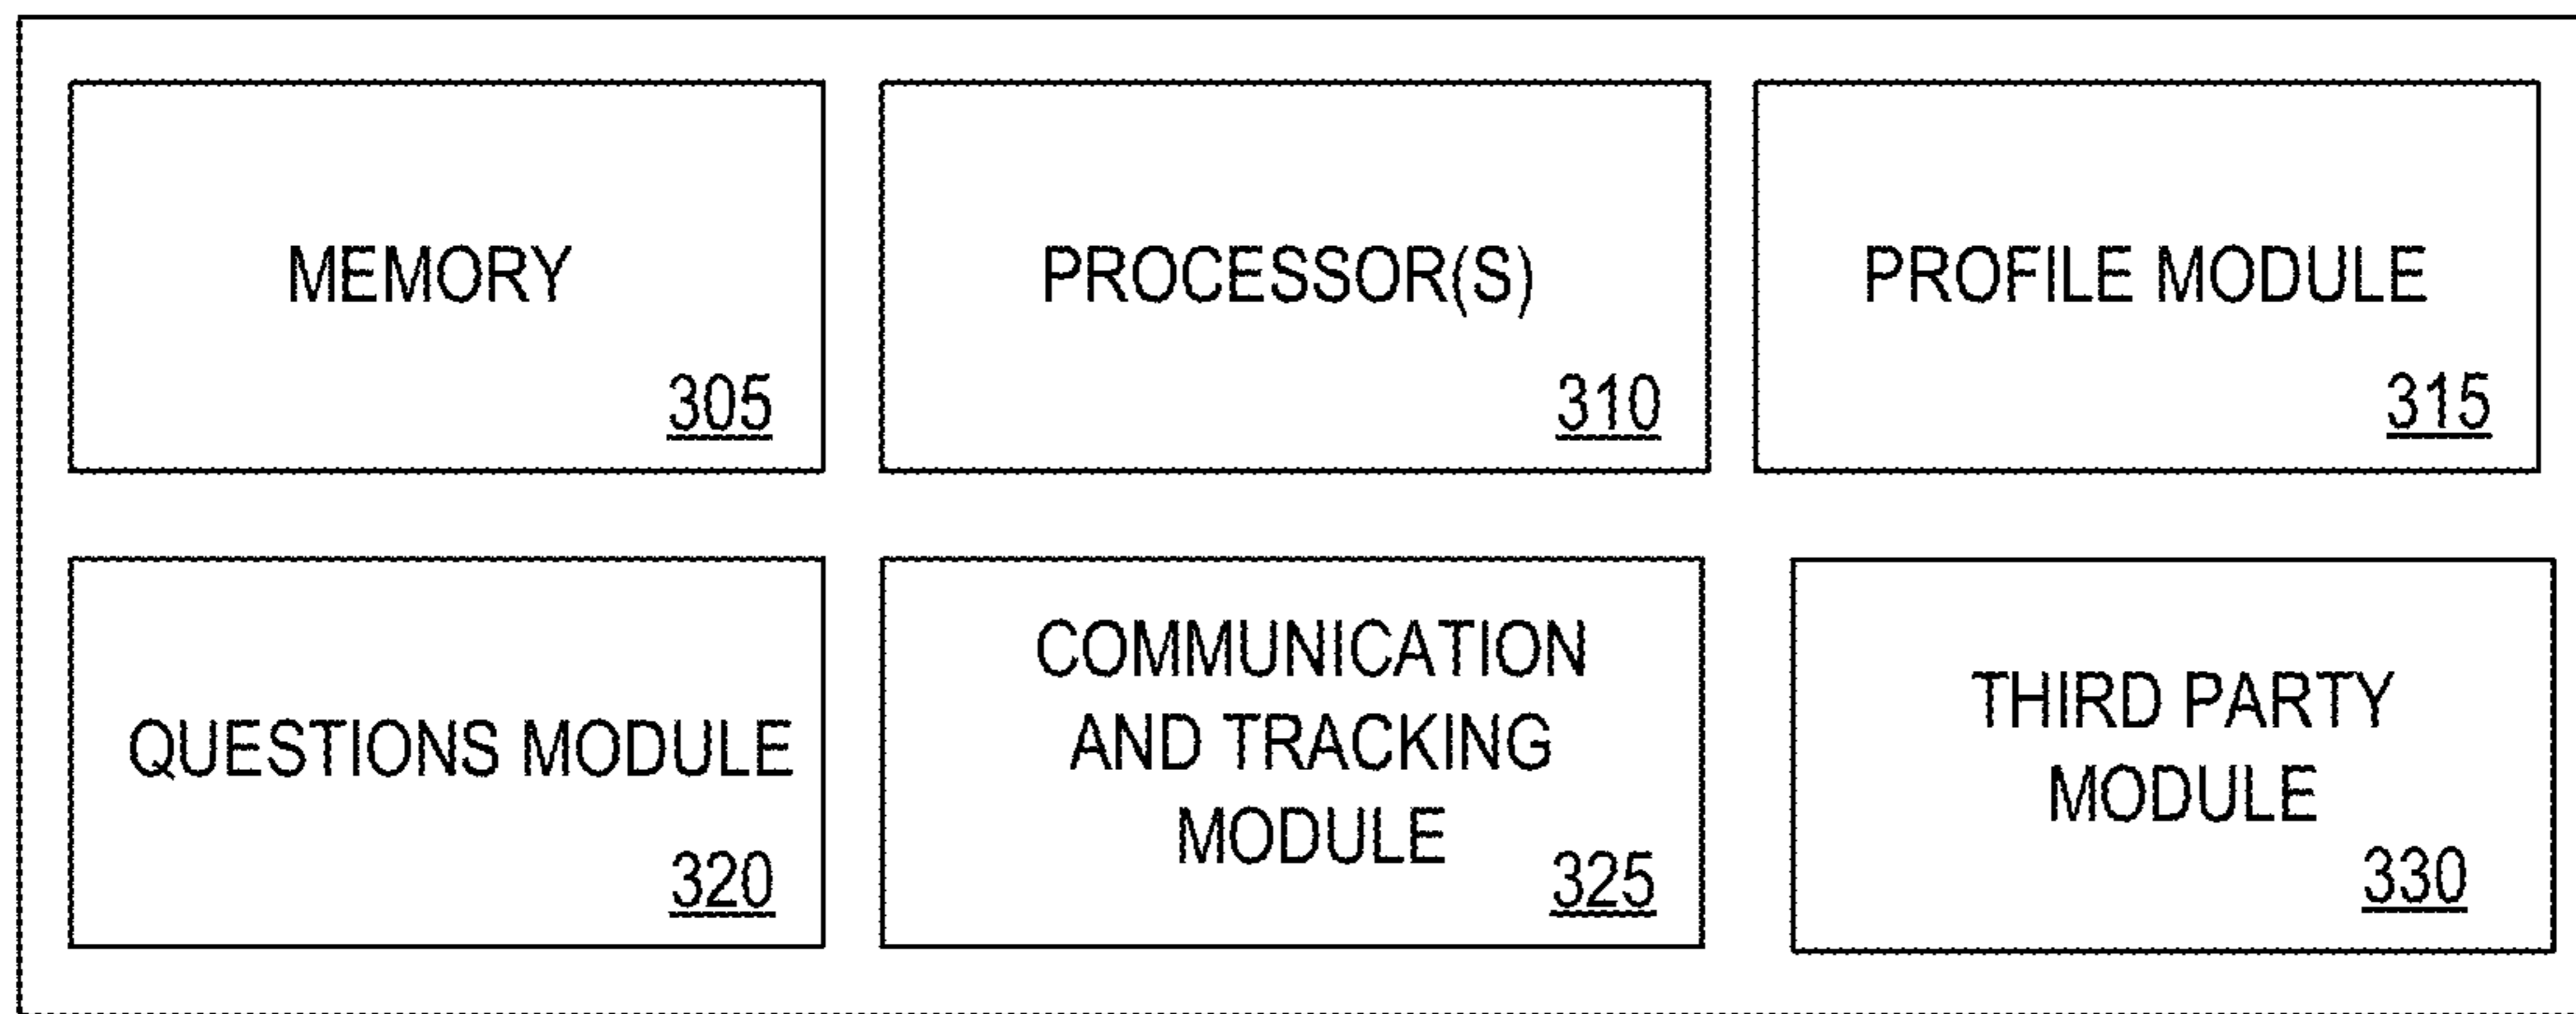 MEMORY
305
PROCESSOR(S)
310
PROFILE MODULE
315
QUESTIONS MODULE
320
COMMUNICATION
AND TRACKING
MODULE
325
THIRD PARTY
MODULE
330